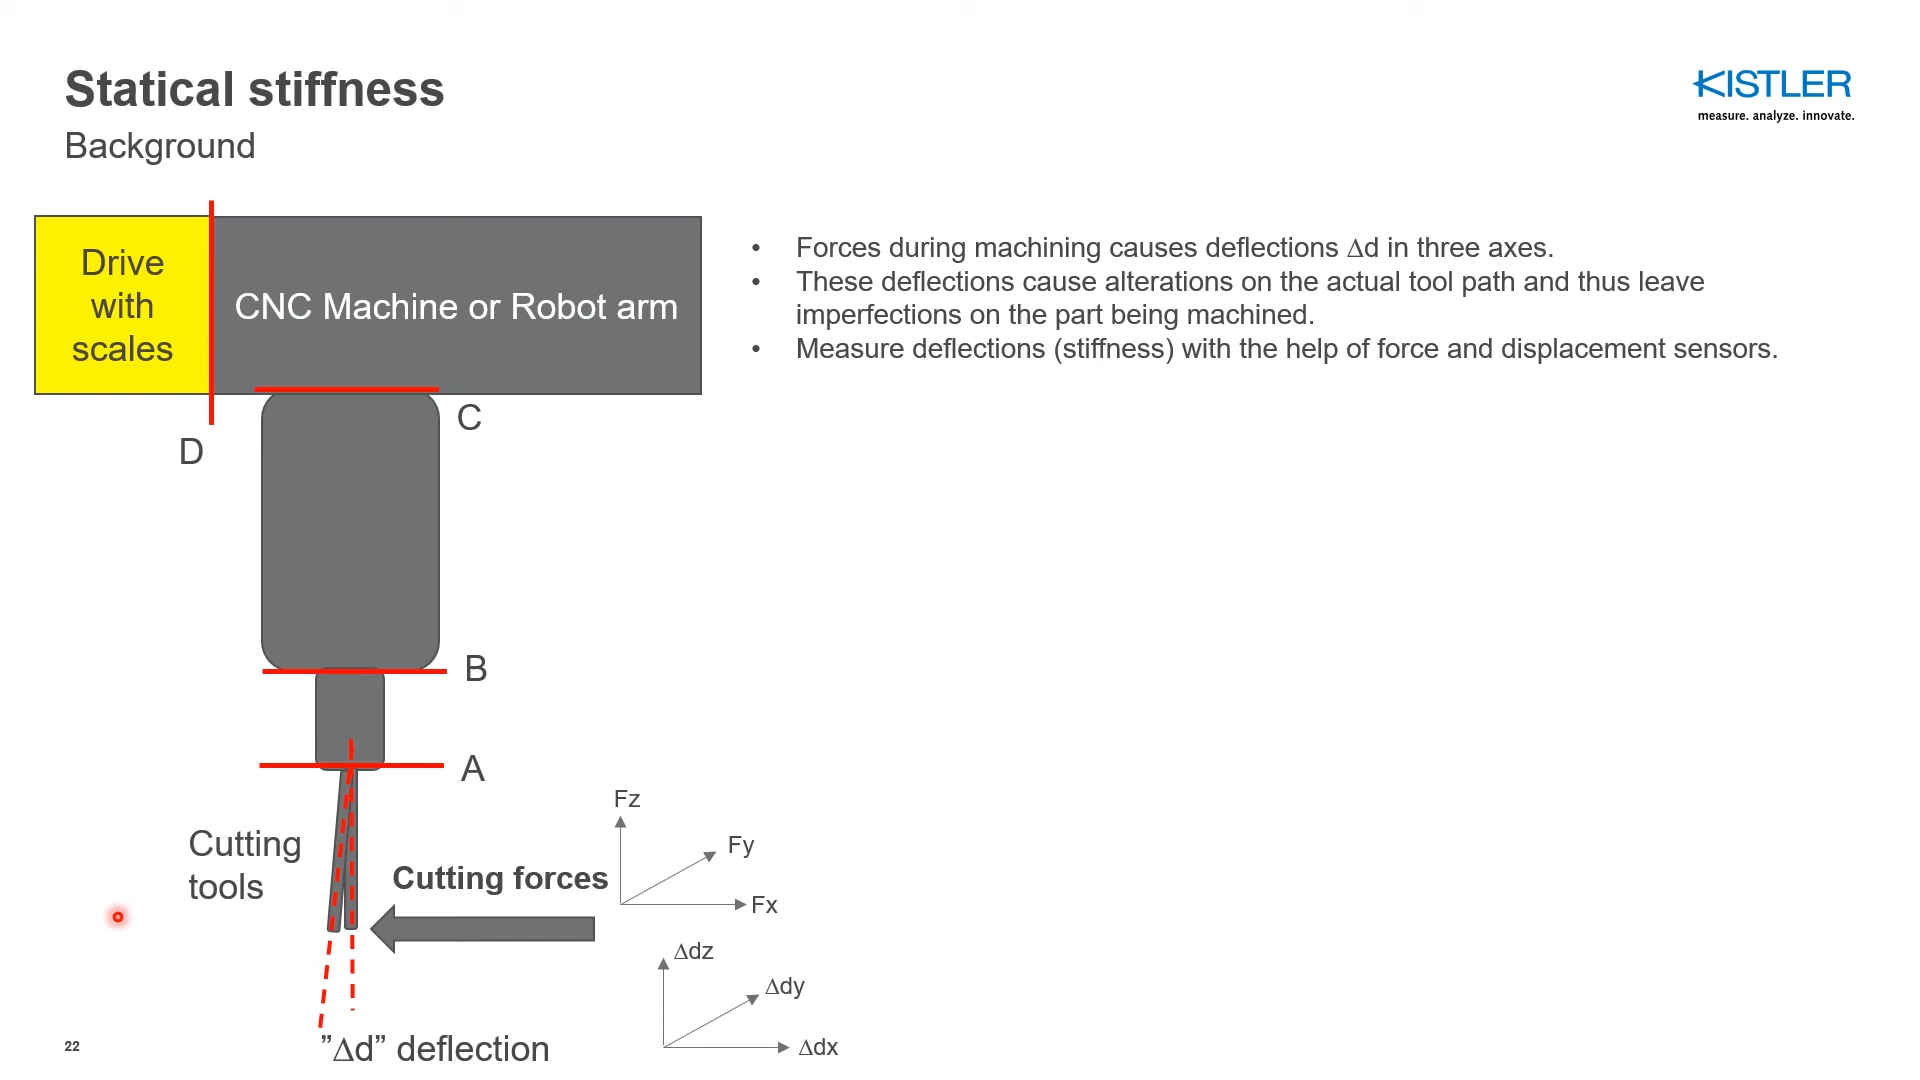 Statical stiffness
Background
KISTLER
measure. analyze. innovate.
Drive
with
scales
CNC Machine or Robot arm
• Forces during machining causes deflections ∆d in three axes.
• These deflections cause alterations on the actual tool path and thus leave
imperfections on the part being machined.
• Measure deflections (stiffness) with the help of force and displacement sensors.
C
D
B
A
Cutting
tools
Cutting forces
Fz
Fy
Fx
∆dz
∆dy
∆dx
”∆d” deflection
22